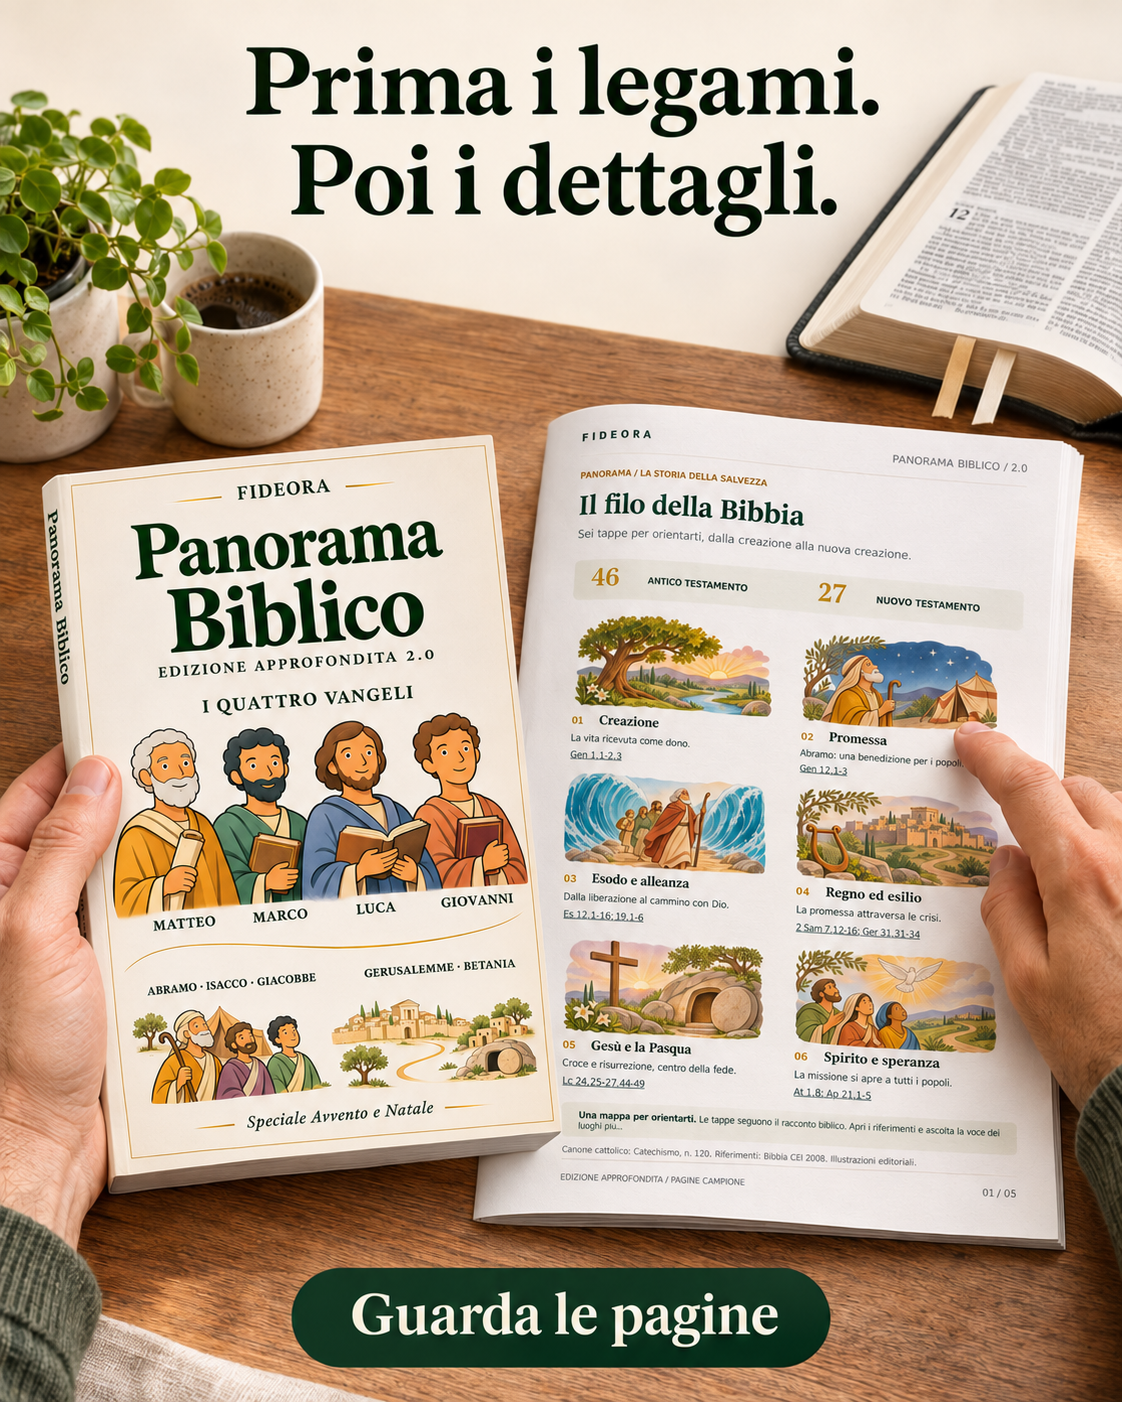 Prima i legami.
Poi i dettagli.
12
FIDEORA
Panorama
Biblico
EDIZIONE APPROFONDITA 2.0
I QUATTRO VANGELI
MATTEO
MARCO
LUCA
GIOVANNI
ABRAMO · ISACCO · GIACOBBE
GERUSALEMME · BETANIA
Speciale Avvento e Natale
Panorama Biblico
FIDEORA
PANORAMA BIBLICO / 2.0
PANORAMA / LA STORIA DELLA SALVEZZA
Il filo della Bibbia
Sei tappe per orientarti, dalla creazione alla nuova creazione.
46 ANTICO TESTAMENTO
27 NUOVO TESTAMENTO
01 Creazione
La vita ricevuta come dono.
Gen 1,1-2,3
02 Promessa
Abramo: una benedizione per i popoli.
Gen 12,1-3
03 Esodo e alleanza
Dalla liberazione al cammino con Dio.
Es 12,1-16; 19,1-6
04 Regno ed esilio
La promessa attraversa le crisi.
2 Sam 7,12-16; Ger 31,31-34
05 Gesù e la Pasqua
Croce e risurrezione, centro della fede.
Lc 24,25-27.44-49
06 Spirito e speranza
La missione si apre a tutti i popoli.
At 1,8; Ap 21,1-5
Una mappa per orientarti. Le tappe seguono il racconto biblico. Apri i riferimenti e ascolta la voce dei
luoghi più...
Canone cattolico: Catechismo, n. 120. Riferimenti: Bibbia CEI 2008. Illustrazioni editoriali.
EDIZIONE APPROFONDITA / PAGINE CAMPIONE
01 / 05
Guarda le pagine